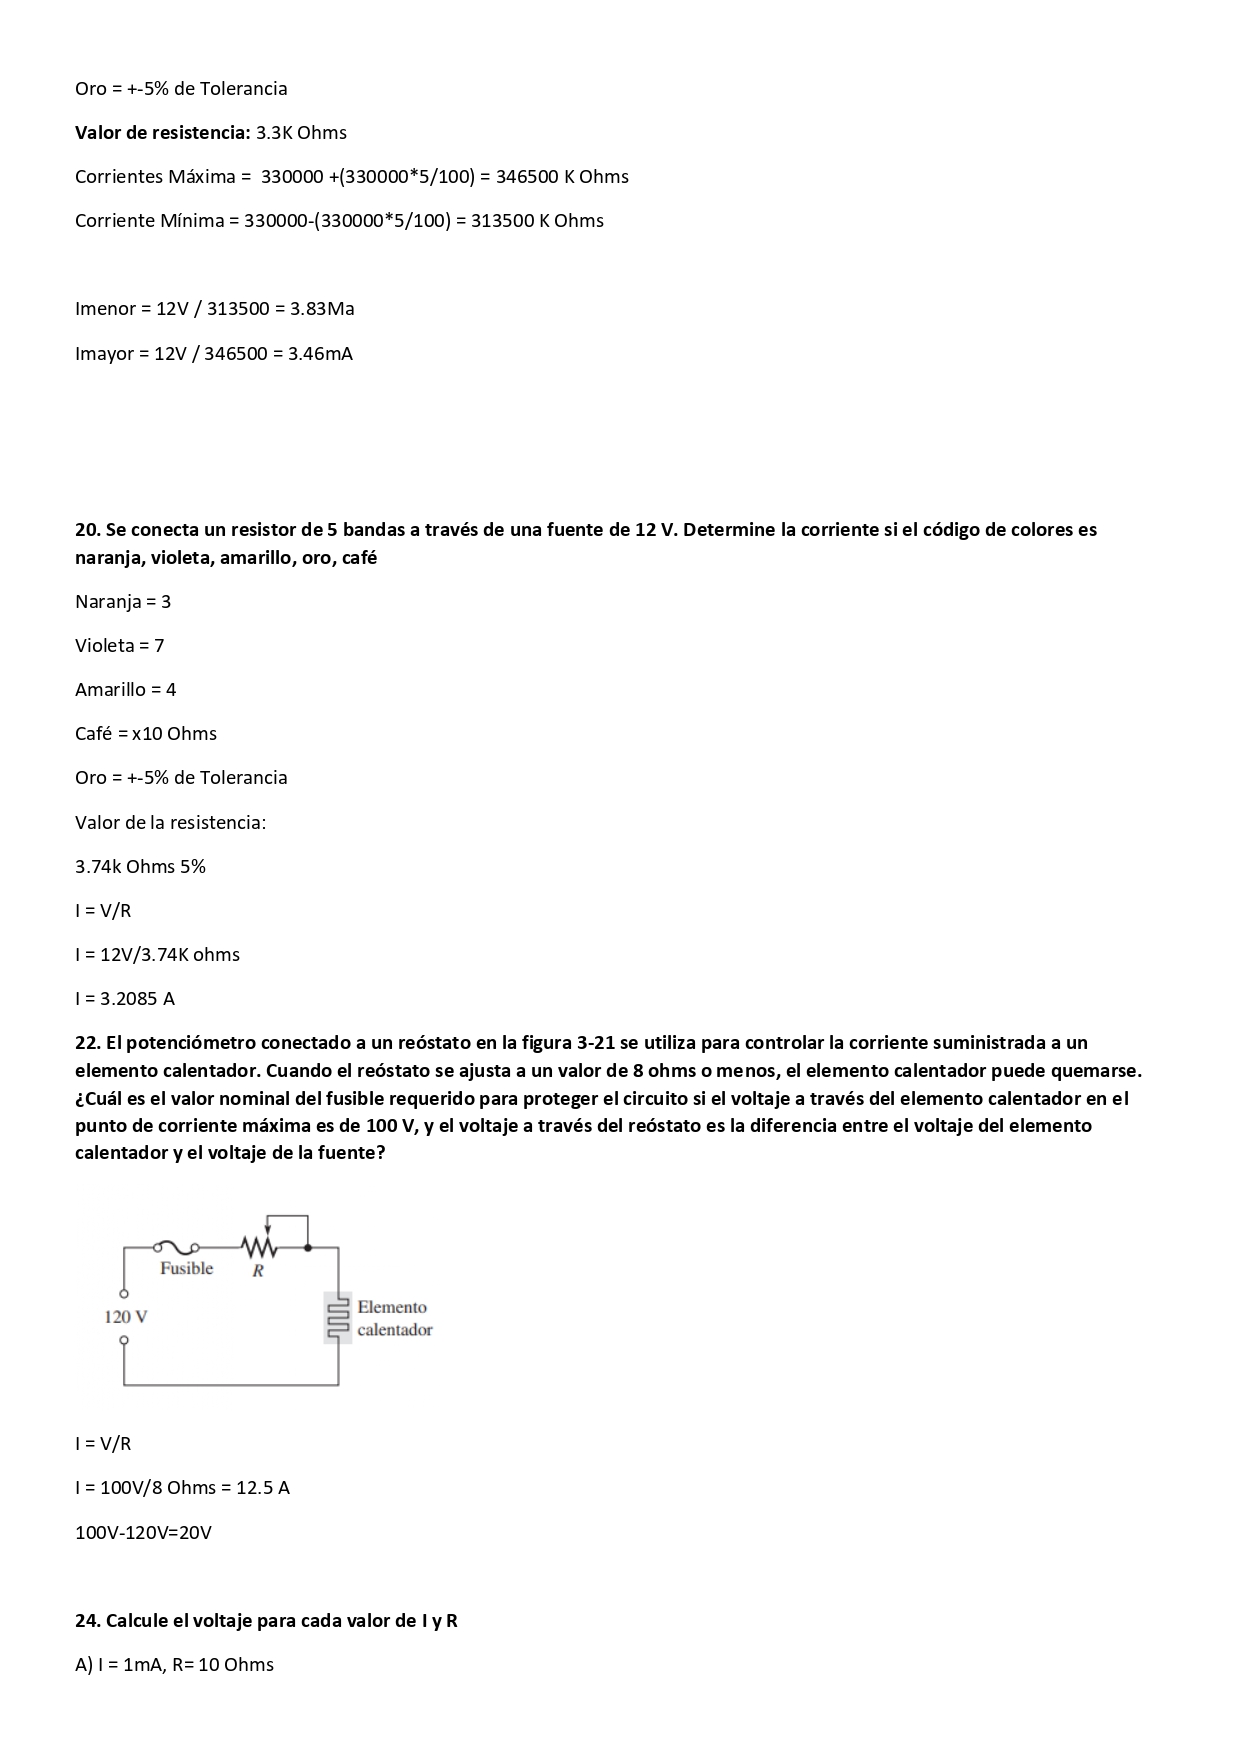 Oro = +-5% de Tolerancia
Valor de resistencia: 3.3K Ohms
Corrientes Máxima =  330000 +(330000*5/100) = 346500 K Ohms
Corriente Mínima = 330000-(330000*5/100) = 313500 K Ohms
Imenor = 12V / 313500 = 3.83Ma
Imayor = 12V / 346500 = 3.46mA
20. Se conecta un resistor de 5 bandas a través de una fuente de 12 V. Determine la corriente si el código de colores es
naranja, violeta, amarillo, oro, café
Naranja = 3
Violeta = 7
Amarillo = 4
Café = x10 Ohms
Oro = +-5% de Tolerancia
Valor de la resistencia:
3.74k Ohms 5%
I = V/R
I = 12V/3.74K ohms
I = 3.2085 A
22. El potenciómetro conectado a un reóstato en la figura 3-21 se utiliza para controlar la corriente suministrada a un
elemento calentador. Cuando el reóstato se ajusta a un valor de 8 ohms o menos, el elemento calentador puede quemarse.
¿Cuál es el valor nominal del fusible requerido para proteger el circuito si el voltaje a través del elemento calentador en el
punto de corriente máxima es de 100 V, y el voltaje a través del reóstato es la diferencia entre el voltaje del elemento
calentador y el voltaje de la fuente?
Fusible
R
120 V
Elemento
calentador
I = V/R
I = 100V/8 Ohms = 12.5 A
100V-120V=20V
24. Calcule el voltaje para cada valor de I y R
A) I = 1mA, R= 10 Ohms